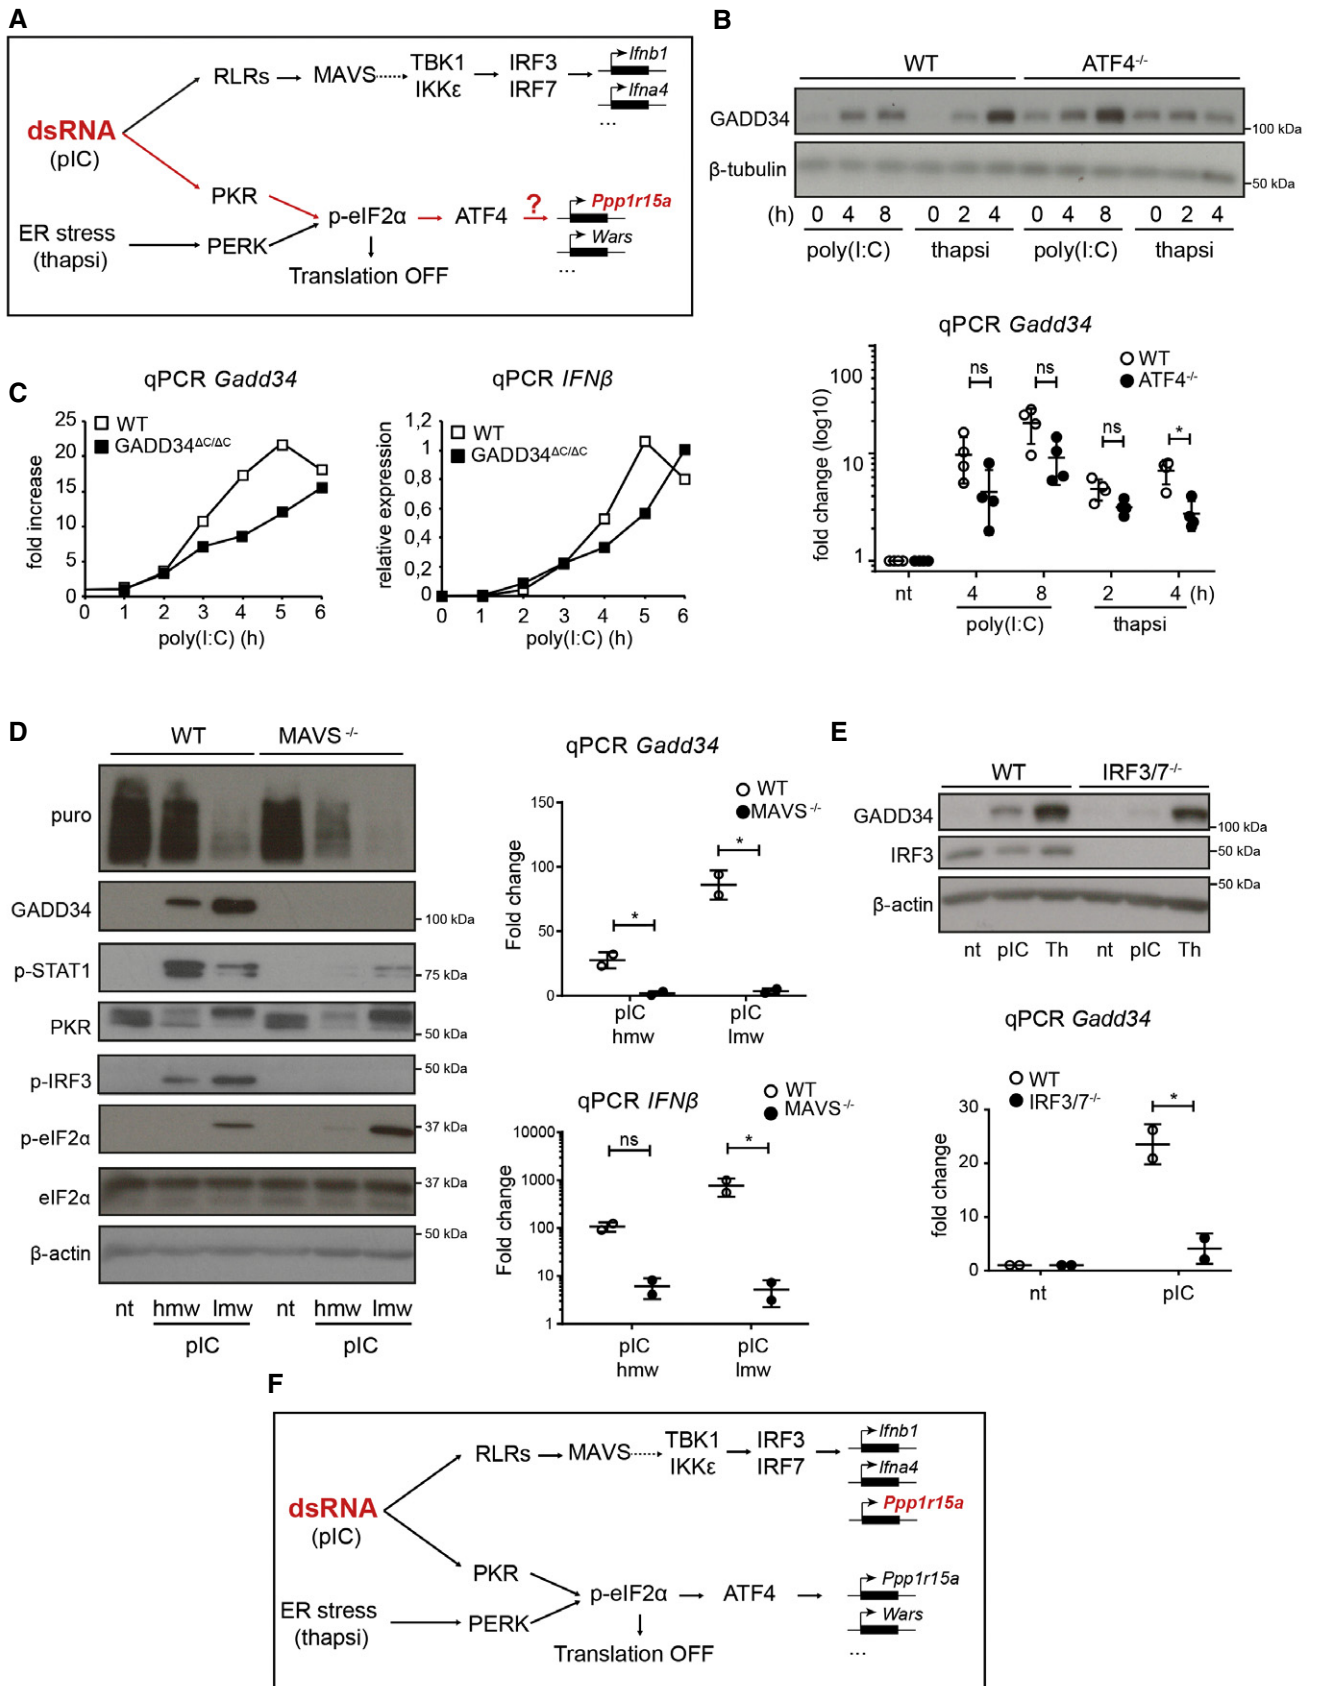 A
dsRNA
(pIC)
RLRs
MAVS
TBK1
IKKε
IRF3
IRF7
Ifnb1
Ifna4
...
PKR
ER stress
(thapsi)
PERK
p-eIF2α
ATF4
?
Ppp1r15a
Wars
...
Translation OFF
B
WT ATF4-/-
GADD34
100 kDa
β-tubulin
50 kDa
(h) 0 4 8 0 2 4 0 4 8 0 2 4
poly(I:C) thapsi poly(I:C) thapsi
qPCR Gadd34
WT
ATF4-/-
fold change (log10)
100
10
1
ns
ns
ns
*
nt 4 8 2 4 (h)
poly(I:C) thapsi
C
qPCR Gadd34
WT
GADD34ΔC/ΔC
fold increase
25
20
15
10
5
0
0 1 2 3 4 5 6
poly(I:C) (h)
qPCR IFNβ
WT
GADD34ΔC/ΔC
relative expression
1,2
1
0,8
0,6
0,4
0,2
0
0 1 2 3 4 5 6
poly(I:C) (h)
D
WT MAVS -/-
puro
GADD34
100 kDa
p-STAT1
75 kDa
PKR
50 kDa
p-IRF3
50 kDa
p-eIF2α
37 kDa
eIF2α
37 kDa
β-actin
50 kDa
nt hmw lmw nt hmw lmw
pIC pIC
qPCR Gadd34
WT
MAVS-/-
Fold change
150
100
50
0
*
*
pIC pIC
hmw lmw
qPCR IFNβ
WT
MAVS-/-
Fold change
10000
1000
100
10
1
ns
*
pIC pIC
hmw lmw
E
WT IRF3/7-/-
GADD34
100 kDa
IRF3
50 kDa
β-actin
50 kDa
nt pIC Th nt pIC Th
qPCR Gadd34
WT
IRF3/7-/-
fold change
30
20
10
0
*
nt pIC
F
dsRNA
(pIC)
RLRs
MAVS
TBK1
IKKε
IRF3
IRF7
Ifnb1
Ifna4
Ppp1r15a
PKR
ER stress
(thapsi)
PERK
p-eIF2α
ATF4
Ppp1r15a
Wars
...
Translation OFF